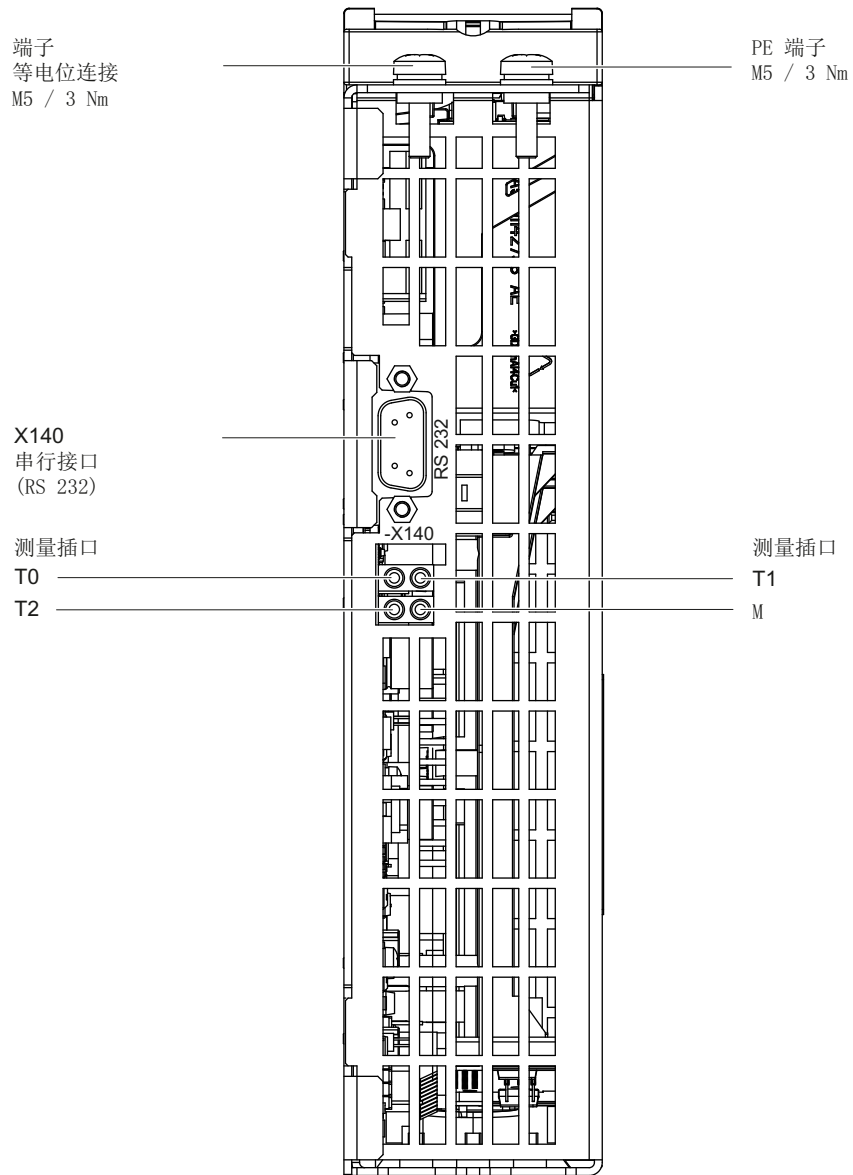 端子
等电位连接
M5 / 3 Nm
PE 端子
M5 / 3 Nm
X140
串行接口
(RS 232)
RS 232
-X140
测量插口
T0
T2
测量插口
T1
M